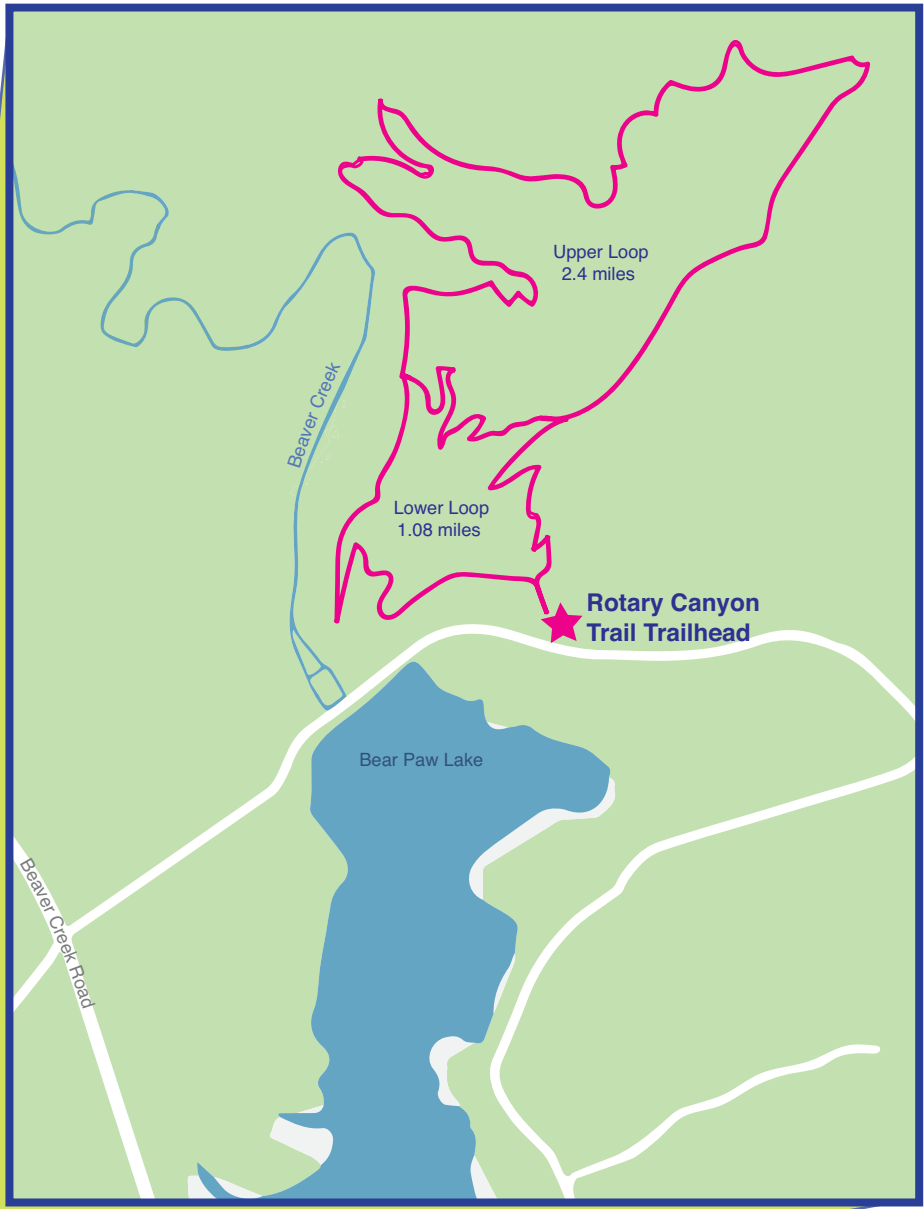 Upper Loop
2.4 miles
Beaver Creek
Lower Loop
1.08 miles
Rotary Canyon
Trail Trailhead
Bear Paw Lake
Beaver Creek Road